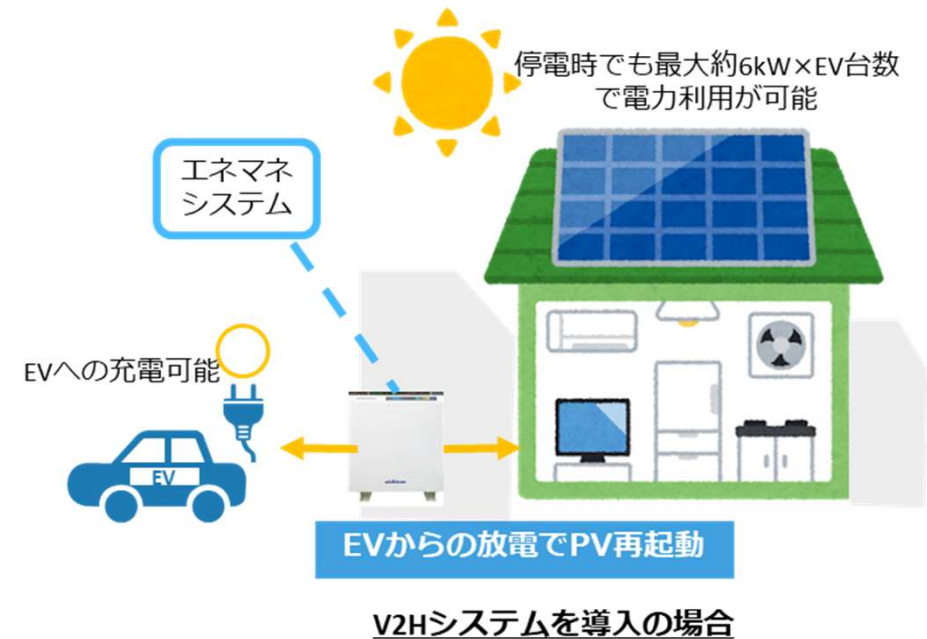 停電時でも最大約6kW×EV台数
で電力利用が可能
エネマネ
システム
EVへの充電可能
EV
EVからの放電でPV再起動
V2Hシステムを導入の場合